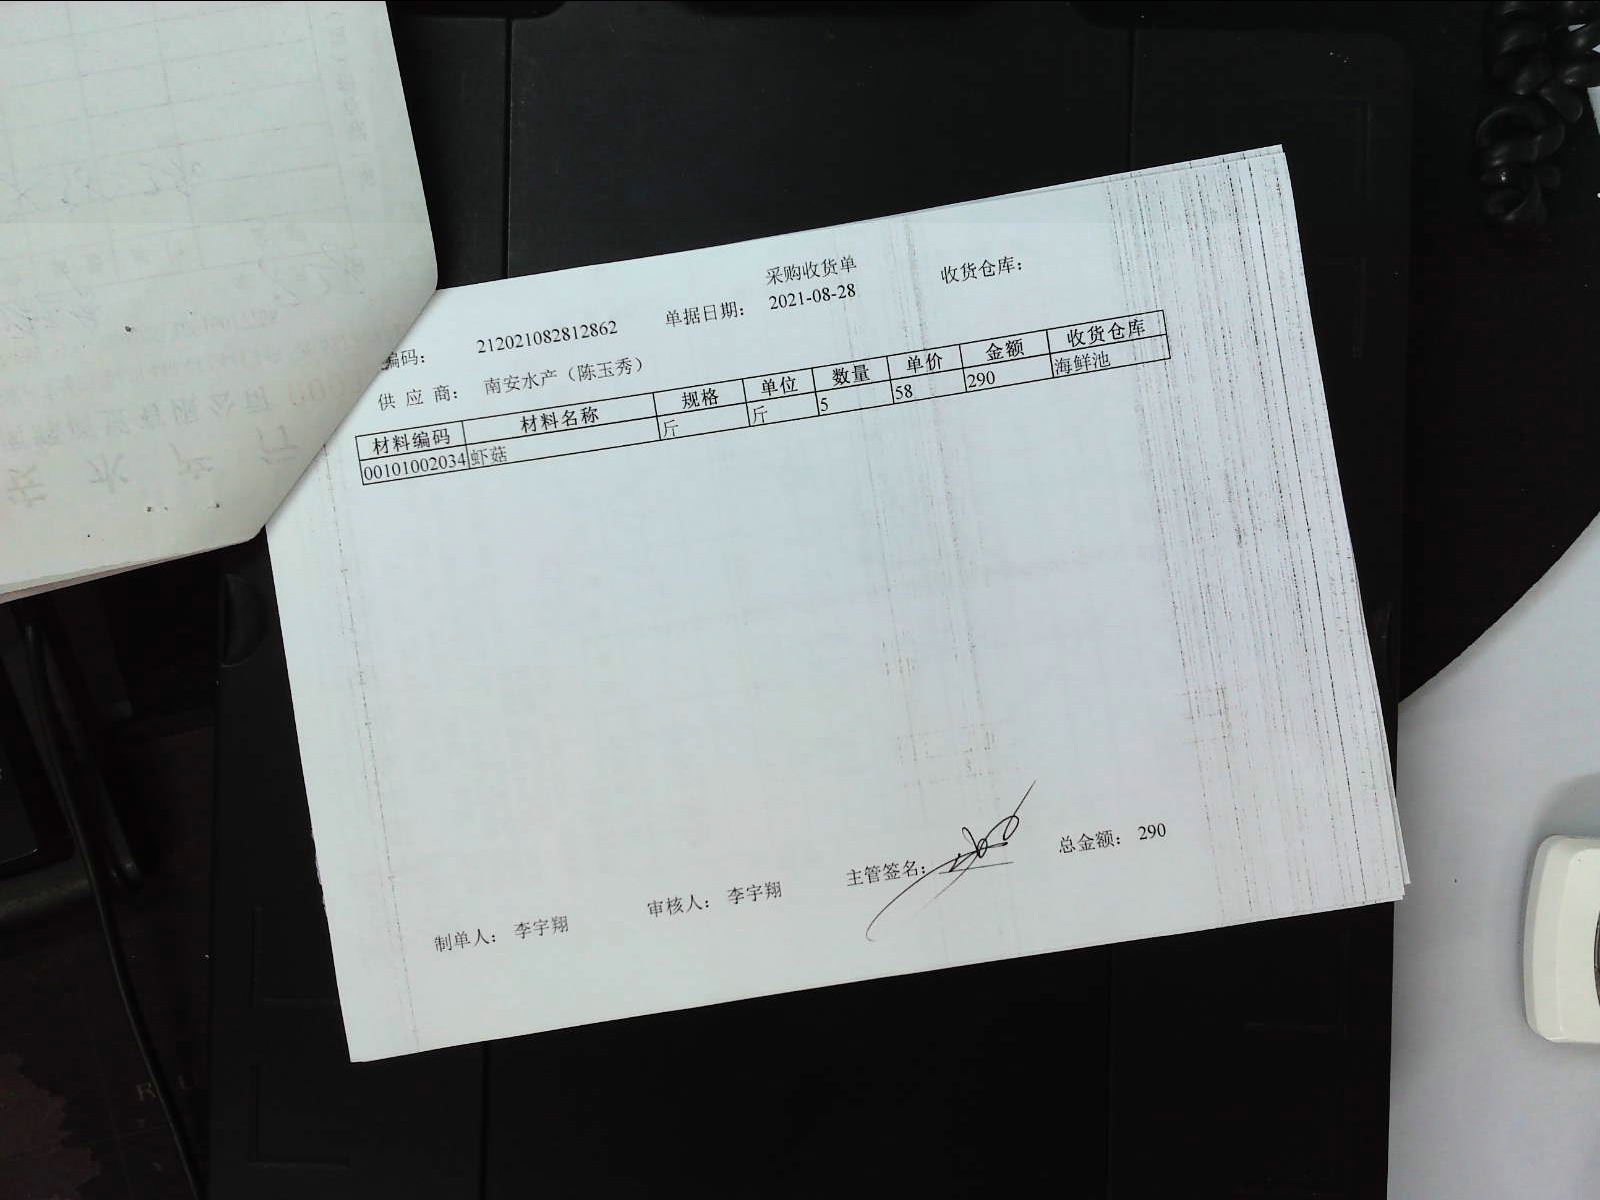 采购收货单
编码： 212021082812862 单据日期： 2021-08-28 收货仓库：
供 应 商： 南安水产（陈玉秀）
材料编码 材料名称 规格 单位 数量 单价 金额 收货仓库
00101002034 虾菇 斤 斤 5 58 290 海鲜池
制单人： 李宇翔 审核人： 李宇翔 主管签名： 总金额： 290